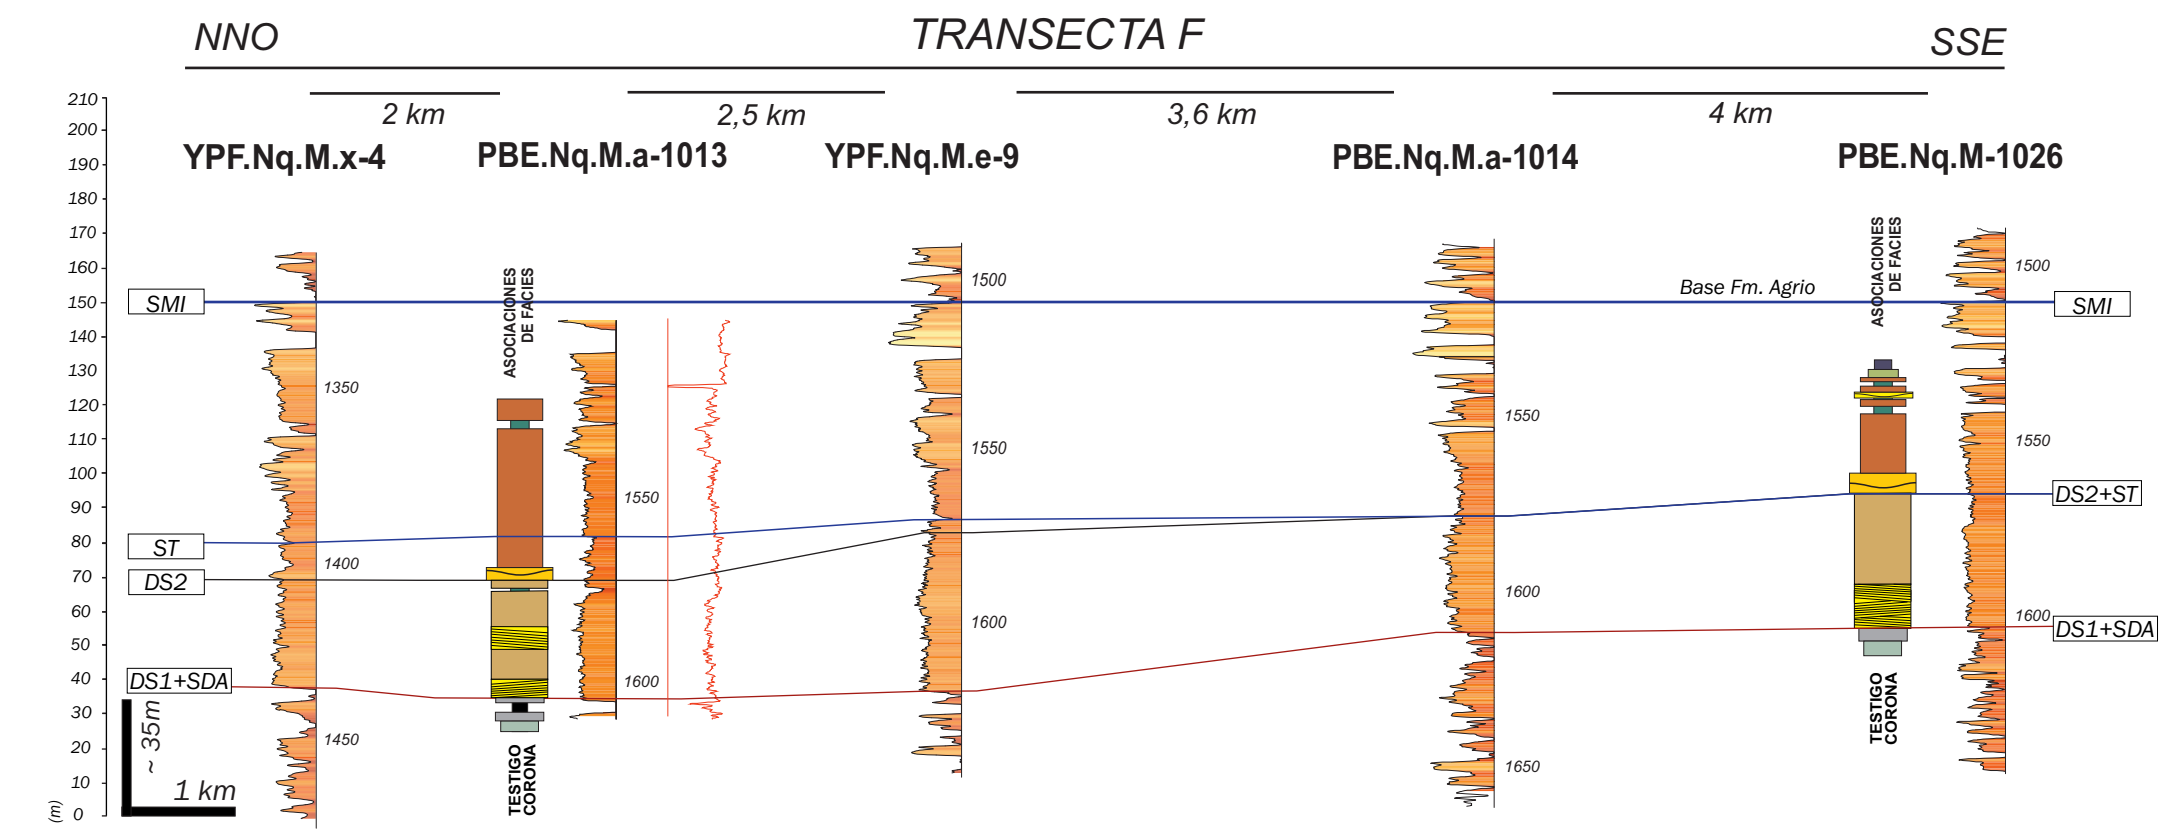 NNO
TRANSECTA F
SSE
2 km
2,5 km
3,6 km
4 km
YPF.Nq.M.x-4
PBE.Nq.M.a-1013
YPF.Nq.M.e-9
PBE.Nq.M.a-1014
PBE.Nq.M-1026
210
200
190
180
170
160
150
140
130
120
110
100
90
80
70
60
50
40
30
20
10
0
(m)
SMI
ST
DS2
DS1+SDA
~ 35m
1 km
1350
1400
1450
ASOCIACIONES
DE FACIES
TESTIGO
CORONA
1550
1600
1500
1550
1600
1550
1600
1650
Base Fm. Agrio
ASOCIACIONES
DE FACIES
TESTIGO
CORONA
1500
1550
1600
SMI
DS2+ST
DS1+SDA